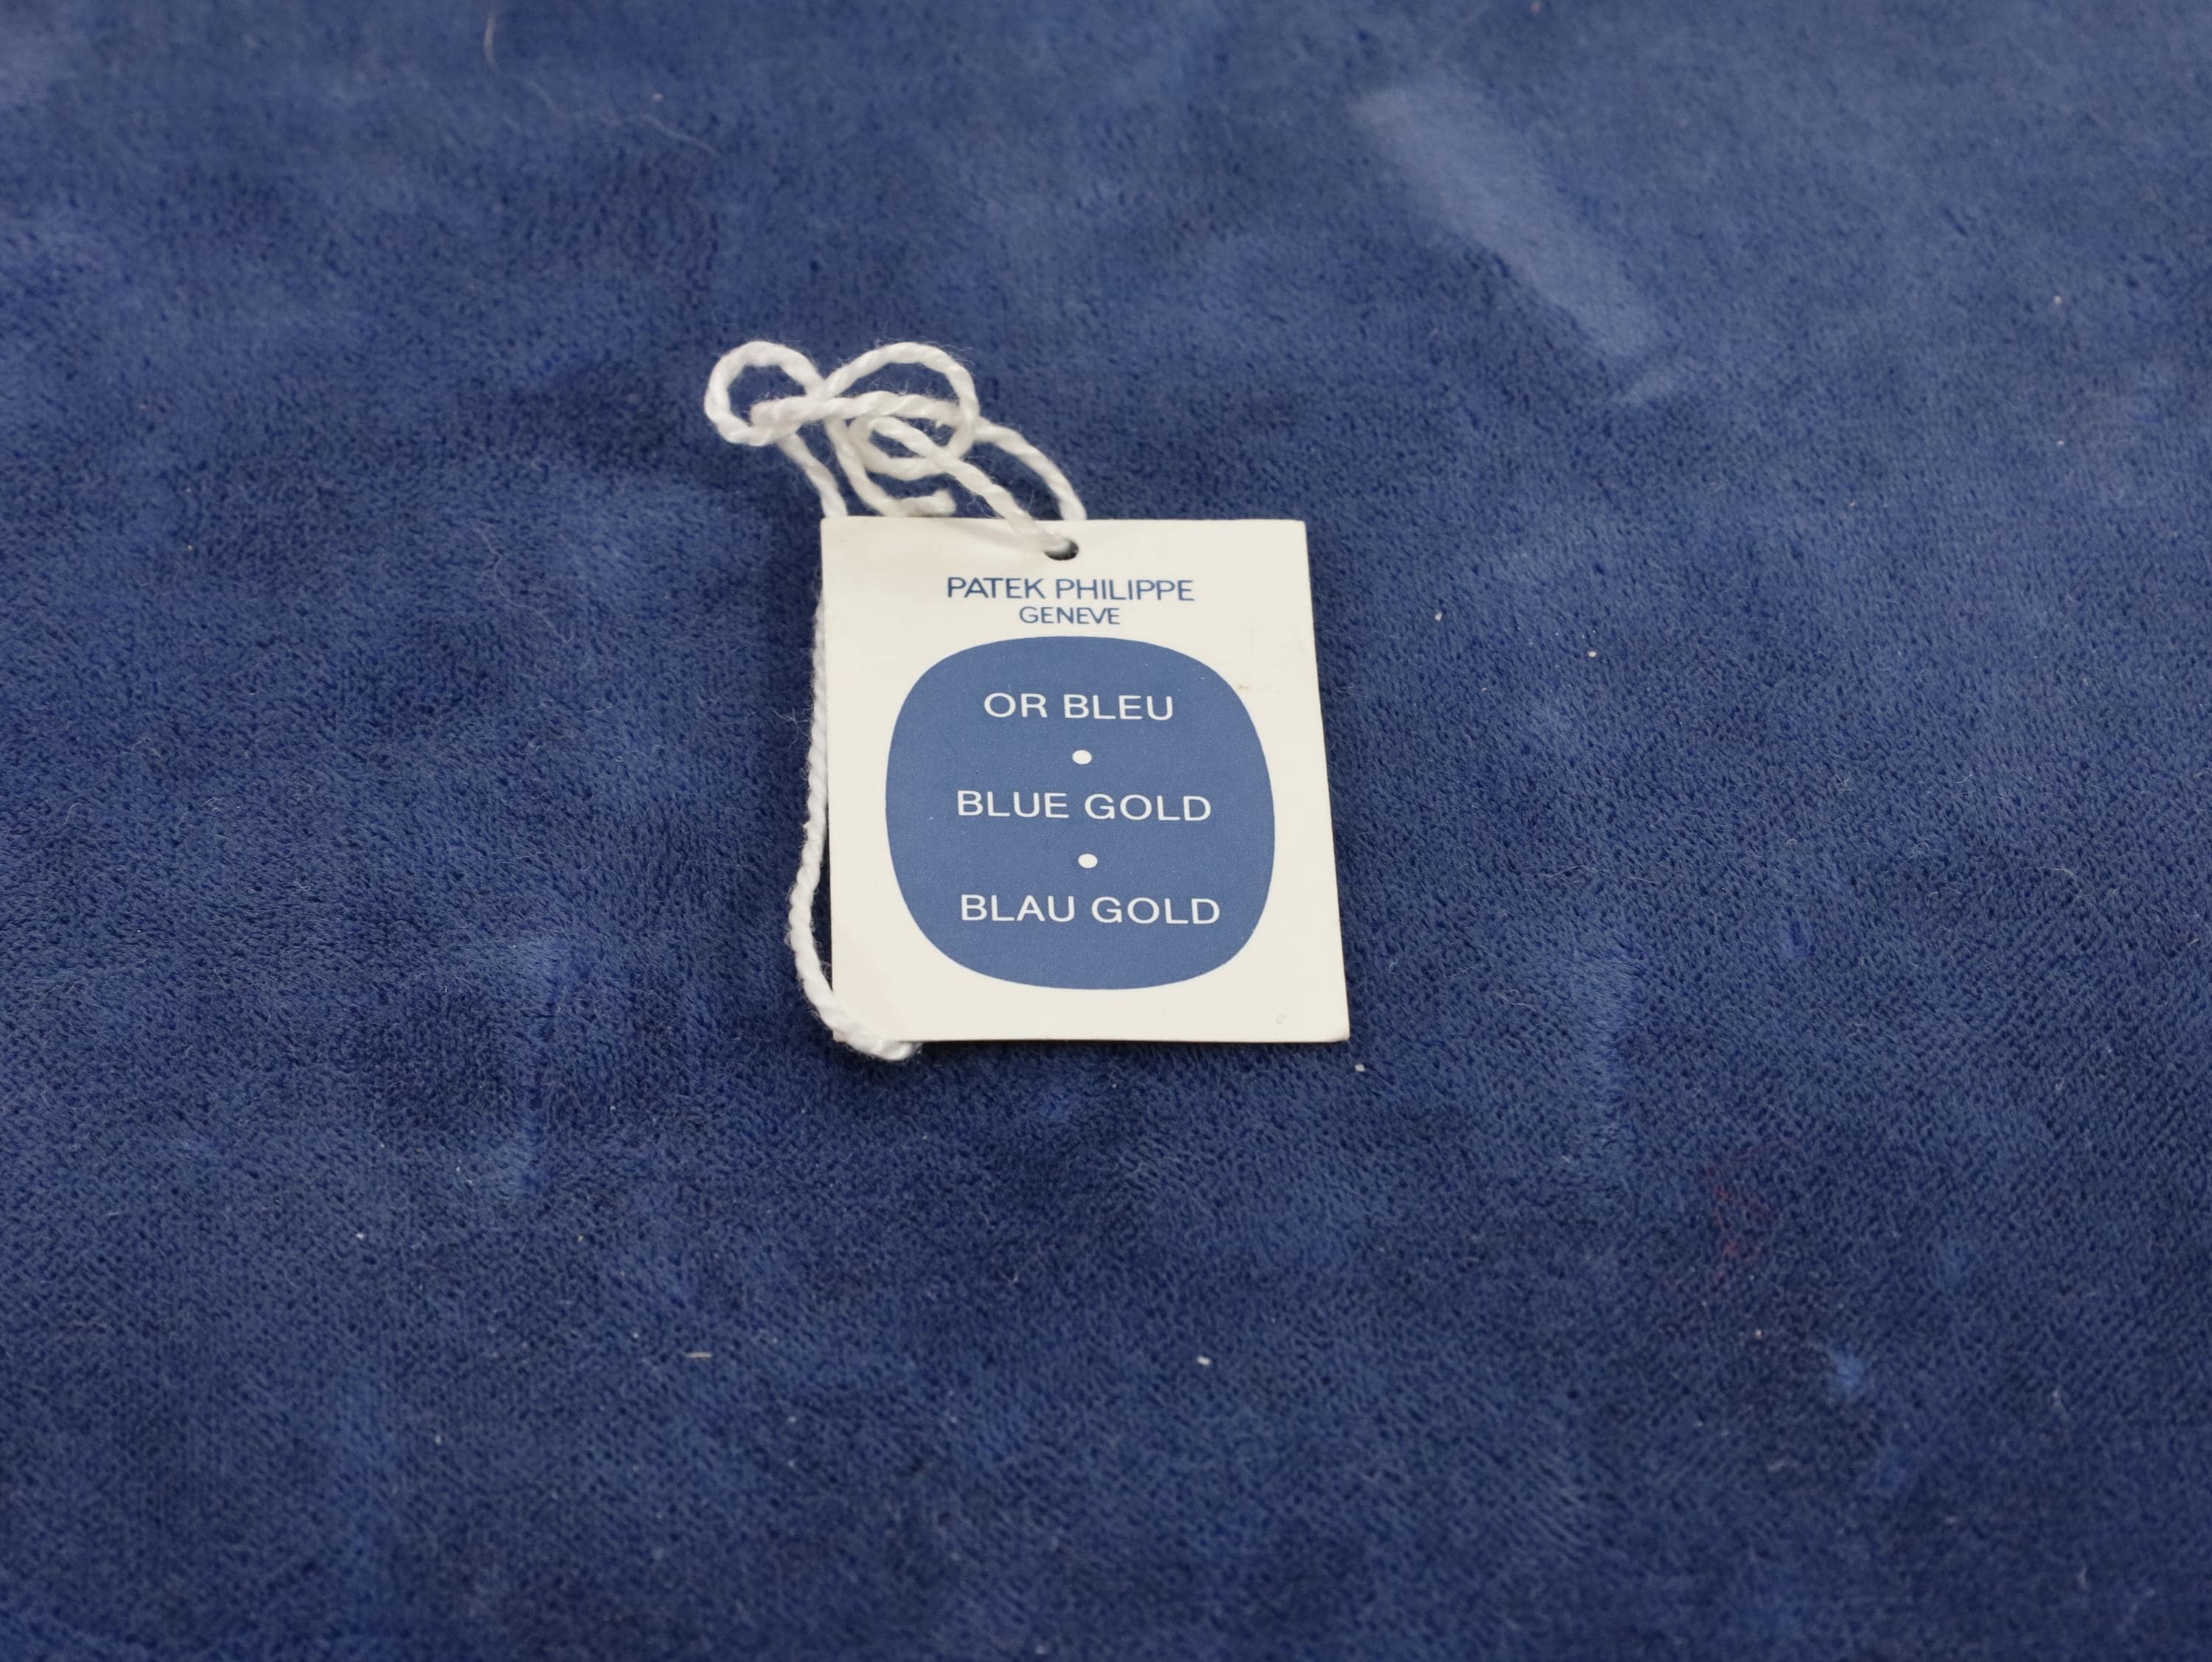 PATEK PHILIPPE
GENEVE
OR BLEU
BLUE GOLD
BLAU GOLD